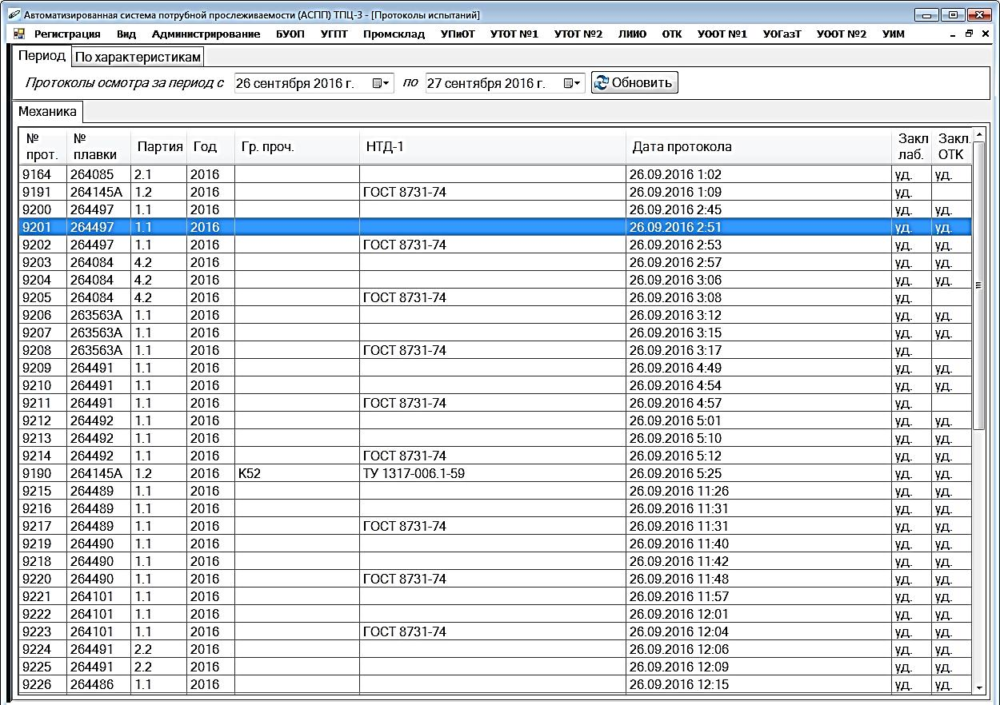 Автоматизированная система потрубной прослеживаемости (АСПП) ТПЦ-3 - [Протоколы испытаний]
Регистрация Вид Администрирование БУОП УГПТ Промсклад УПиОТ УТОТ №1 УТОТ №2 ЛИИО ОТК УООТ №1 УОГазТ УООТ №2 УИМ
Период По характеристикам
Протоколы осмотра за период с 26 сентября 2016 г. по 27 сентября 2016 г. Обновить
Механика
№ прот. № плавки Партия Год Гр. проч. НТД-1 Дата протокола Закл лаб. Закл. ОТК
9164 264085 2.1 2016 26.09.2016 1:02 уд. уд.
9191 264145А 1.2 2016 ГОСТ 8731-74 26.09.2016 1:09 уд.
9200 264497 1.1 2016 26.09.2016 2:45 уд. уд.
9201 264497 1.1 2016 26.09.2016 2:51 уд. уд.
9202 264497 1.1 2016 ГОСТ 8731-74 26.09.2016 2:53 уд. уд.
9203 264084 4.2 2016 26.09.2016 2:57 уд. уд.
9204 264084 4.2 2016 26.09.2016 3:06 уд. уд.
9205 264084 4.2 2016 ГОСТ 8731-74 26.09.2016 3:08 уд.
9206 263563А 1.1 2016 26.09.2016 3:12 уд. уд.
9207 263563А 1.1 2016 26.09.2016 3:15 уд. уд.
9208 263563А 1.1 2016 ГОСТ 8731-74 26.09.2016 3:17 уд.
9209 264491 1.1 2016 26.09.2016 4:49 уд. уд.
9210 264491 1.1 2016 26.09.2016 4:54 уд. уд.
9211 264491 1.1 2016 ГОСТ 8731-74 26.09.2016 4:57 уд.
9212 264492 1.1 2016 26.09.2016 5:01 уд. уд.
9213 264492 1.1 2016 26.09.2016 5:10 уд. уд.
9214 264492 1.1 2016 ГОСТ 8731-74 26.09.2016 5:12 уд. уд.
9190 264145А 1.2 2016 К52 ТУ 1317-006.1-59 26.09.2016 5:25 уд. уд.
9215 264489 1.1 2016 26.09.2016 11:26 уд. уд.
9216 264489 1.1 2016 26.09.2016 11:31 уд. уд.
9217 264489 1.1 2016 ГОСТ 8731-74 26.09.2016 11:31 уд. уд.
9219 264490 1.1 2016 26.09.2016 11:40 уд. уд.
9218 264490 1.1 2016 26.09.2016 11:42 уд. уд.
9220 264490 1.1 2016 ГОСТ 8731-74 26.09.2016 11:48 уд. уд.
9221 264101 1.1 2016 26.09.2016 11:57 уд. уд.
9222 264101 1.1 2016 26.09.2016 12:01 уд. уд.
9223 264101 1.1 2016 ГОСТ 8731-74 26.09.2016 12:04 уд. уд.
9224 264491 2.2 2016 26.09.2016 12:06 уд. уд.
9225 264491 2.2 2016 26.09.2016 12:09 уд. уд.
9226 264486 1.1 2016 26.09.2016 12:15 уд. уд.